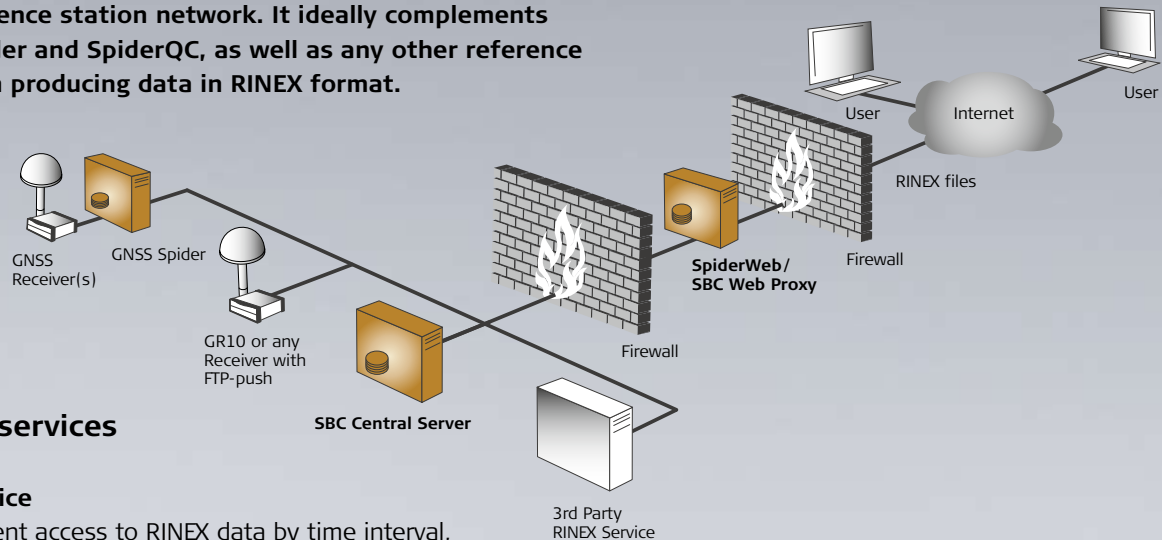 ence station network. It ideally complements
der and SpiderQC, as well as any other reference
producing data in RINEX format.
User
Internet
User
RINEX files
Firewall
SpiderWeb/
SBC Web Proxy
GNSS
Receiver(s)
GNSS Spider
GR10 or any
Receiver with
FTP-push
Firewall
SBC Central Server
services
3rd Party
RINEX Service
ice
ent access to RINEX data by time interval,